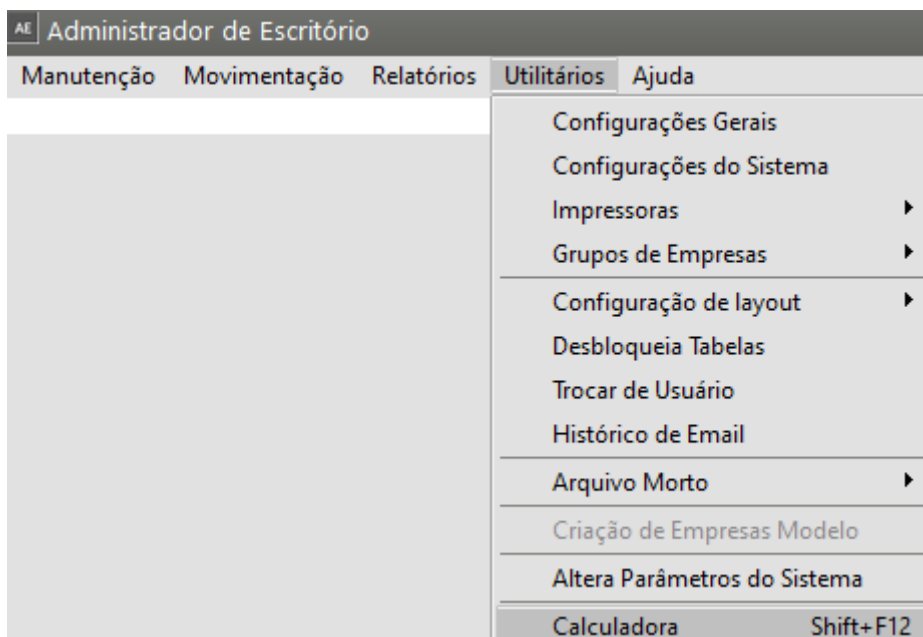 AE Administrador de Escritório
Manutenção Movimentação Relatórios Utilitários Ajuda
Configurações Gerais
Configurações do Sistema
Impressoras
Grupos de Empresas
Configuração de layout
Desbloqueia Tabelas
Trocar de Usuário
Histórico de Email
Arquivo Morto
Criação de Empresas Modelo
Altera Parâmetros do Sistema
Calculadora Shift+F12